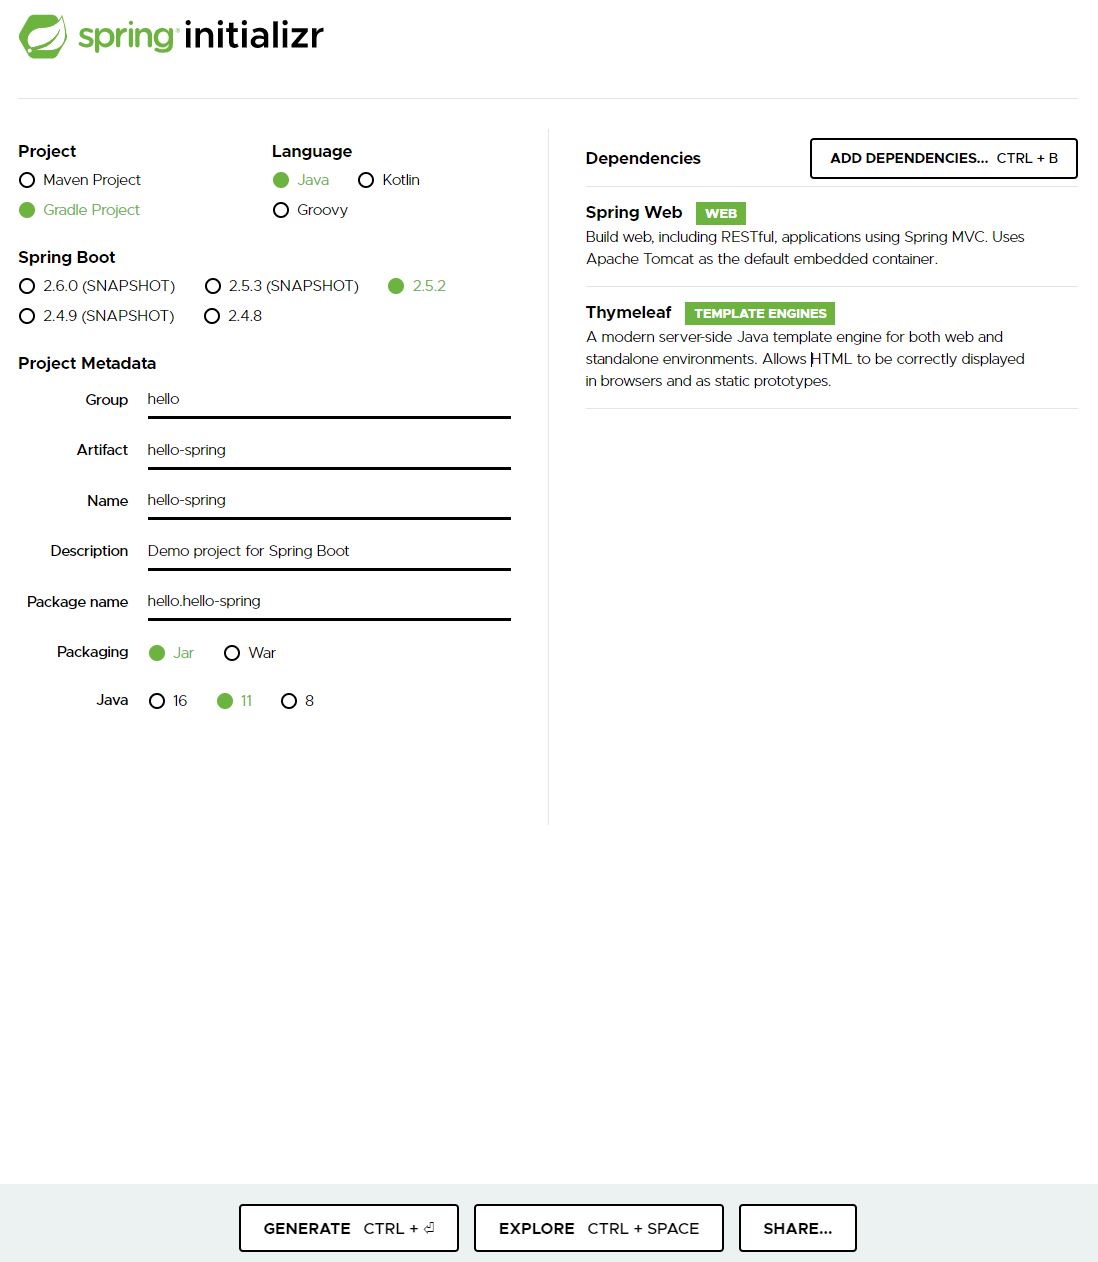 spring initializr
Project
Maven Project
Gradle Project
Language
Java Kotlin
Groovy
Spring Boot
2.6.0 (SNAPSHOT) 2.5.3 (SNAPSHOT) 2.5.2
2.4.9 (SNAPSHOT) 2.4.8
Project Metadata
Group hello
Artifact hello-spring
Name hello-spring
Description Demo project for Spring Boot
Package name hello.hello-spring
Packaging Jar War
Java 16 11 8
Dependencies ADD DEPENDENCIES... CTRL + B
Spring Web WEB
Build web, including RESTful, applications using Spring MVC. Uses
Apache Tomcat as the default embedded container.
Thymeleaf TEMPLATE ENGINES
A modern server-side Java template engine for both web and
standalone environments. Allows HTML to be correctly displayed
in browsers and as static prototypes.
GENERATE CTRL + ⏎ EXPLORE CTRL + SPACE SHARE...